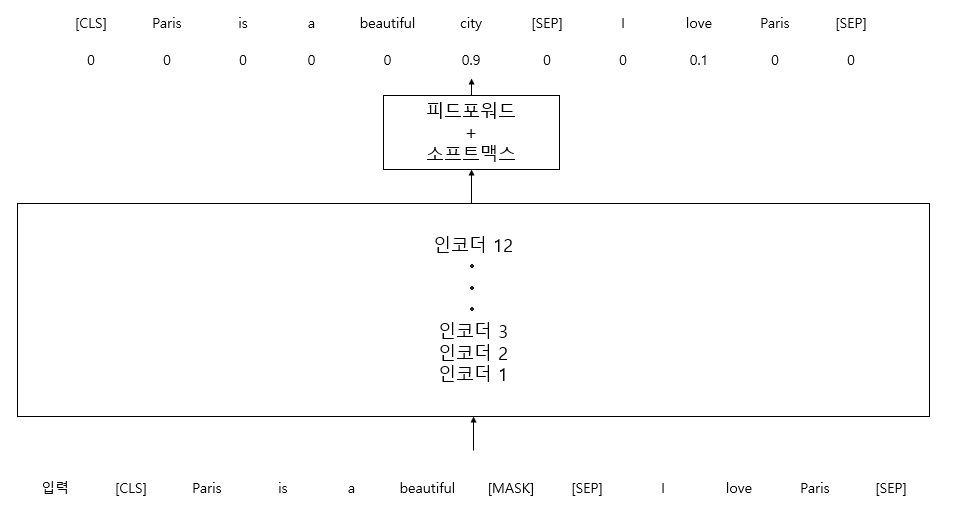 [CLS] Paris is a beautiful city [SEP] I love Paris [SEP]
0 0 0 0 0 0.9 0 0 0.1 0 0
피드포워드
+
소프트맥스
인코더 12
인코더 3
인코더 2
인코더 1
입력 [CLS] Paris is a beautiful [MASK] [SEP] I love Paris [SEP]